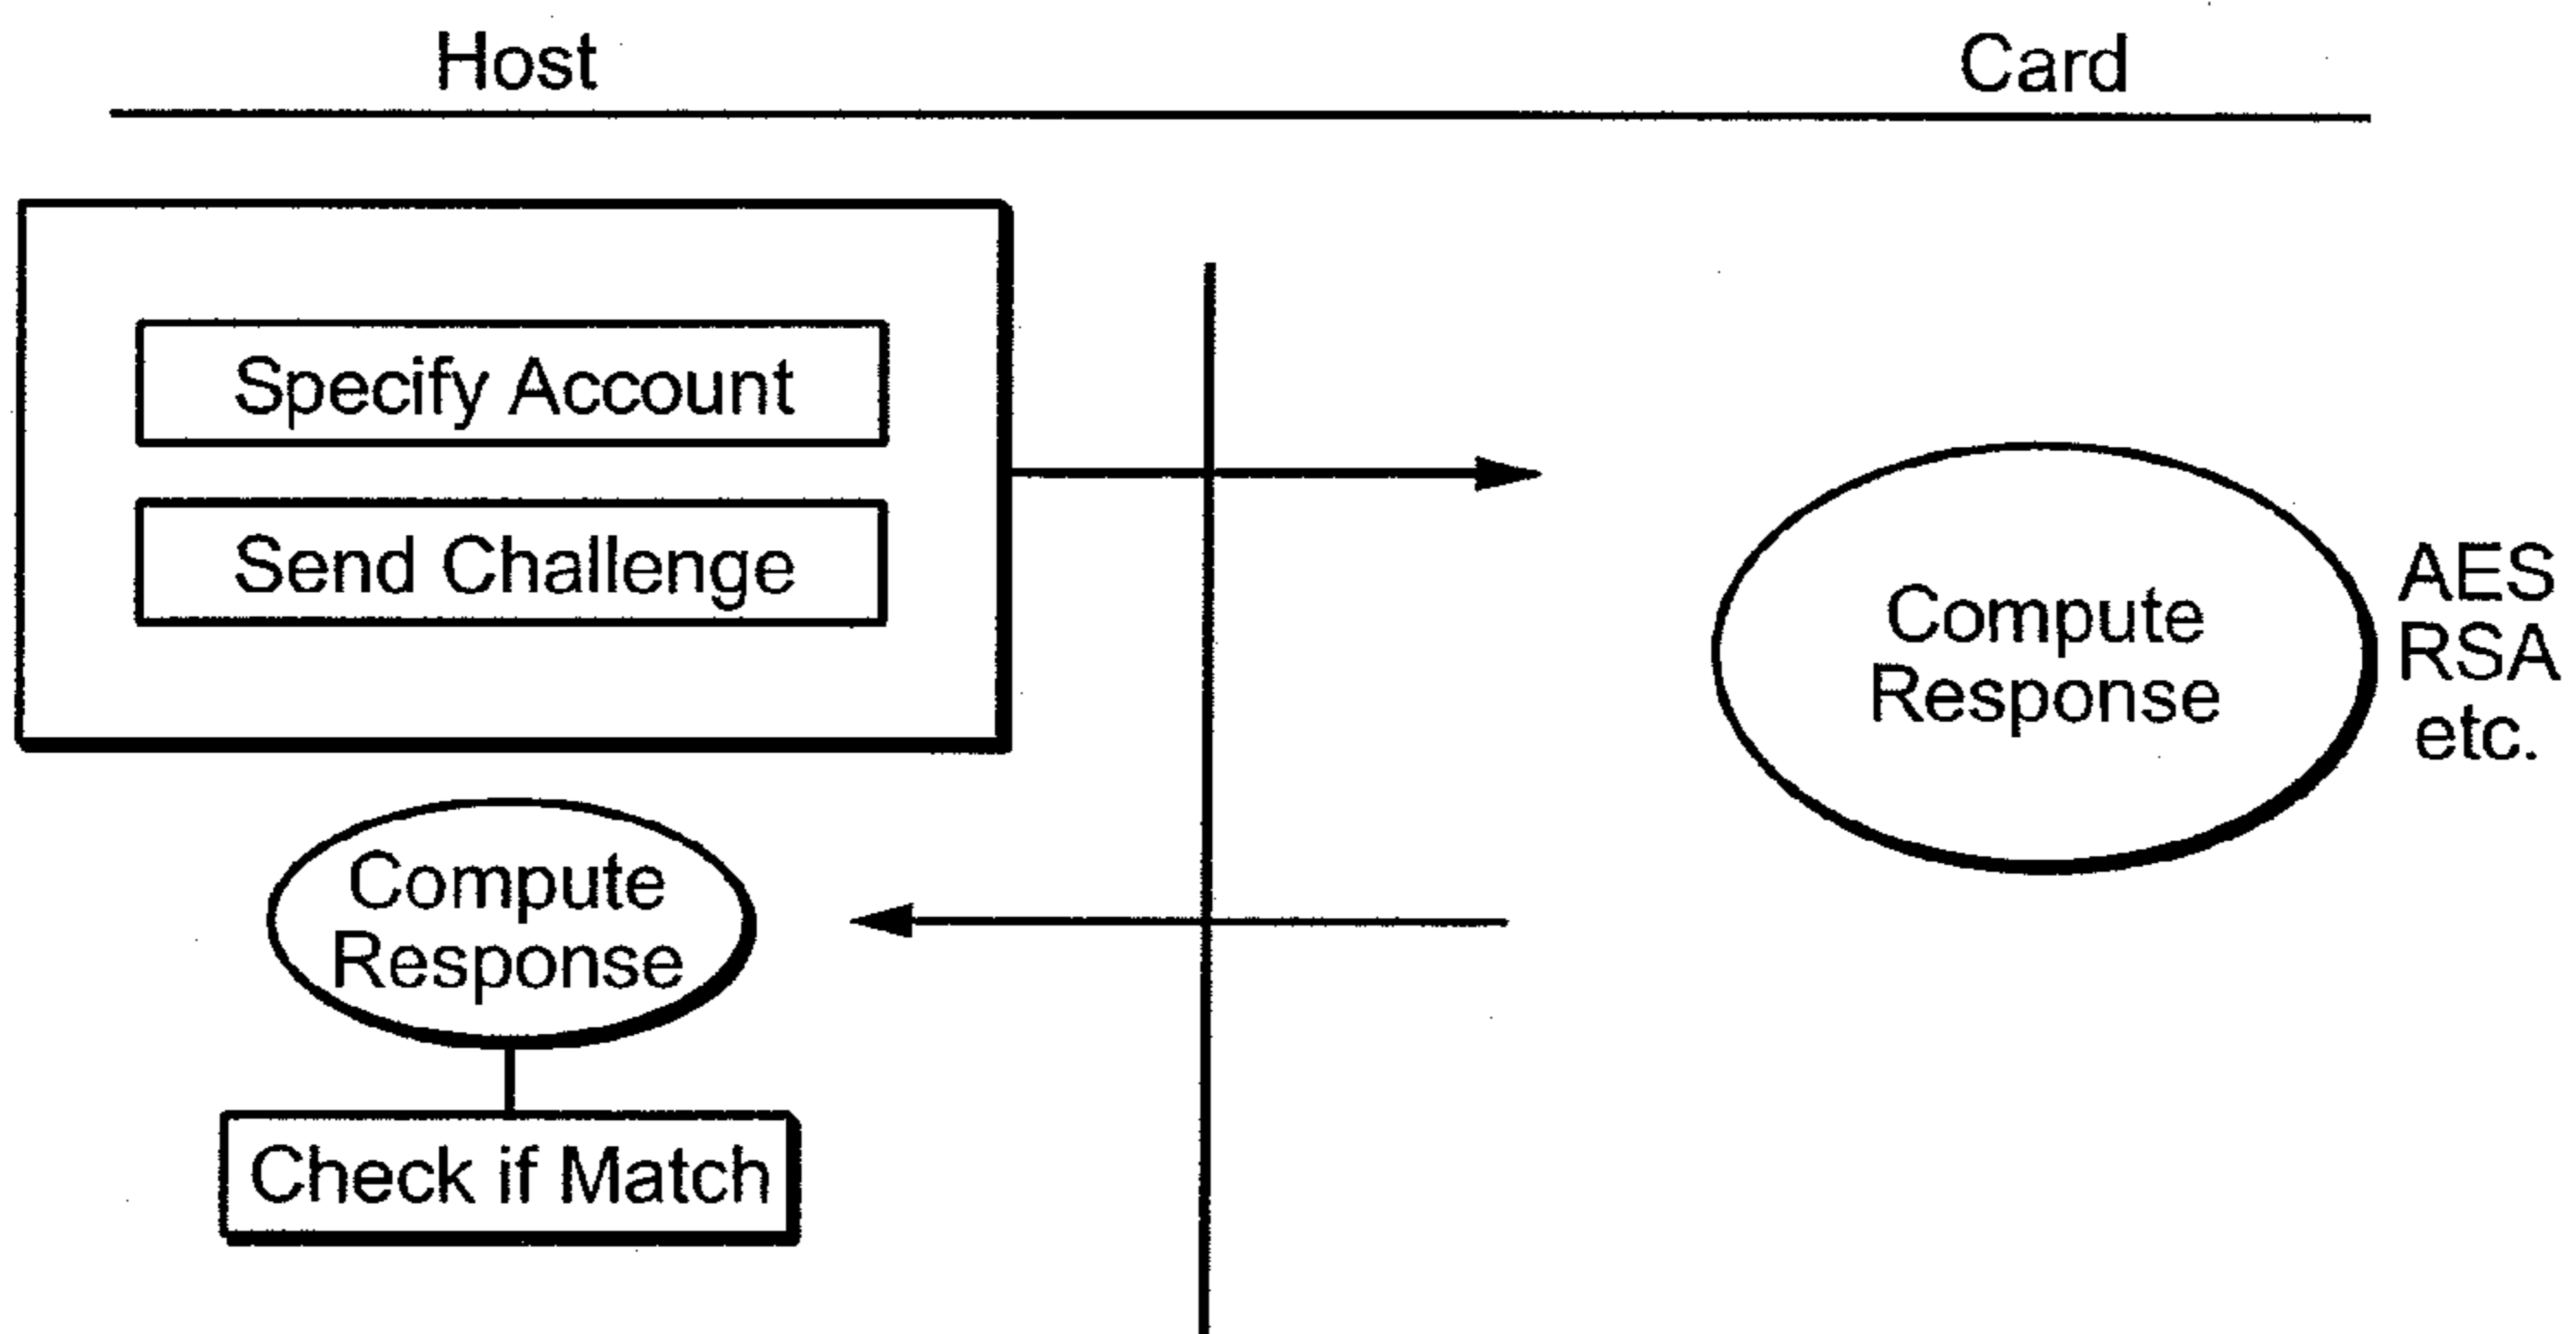 Host
Card
Specify Account
Send Challenge
Compute
Response
AES
RSA
etc.
Compute
Response
Check if Match